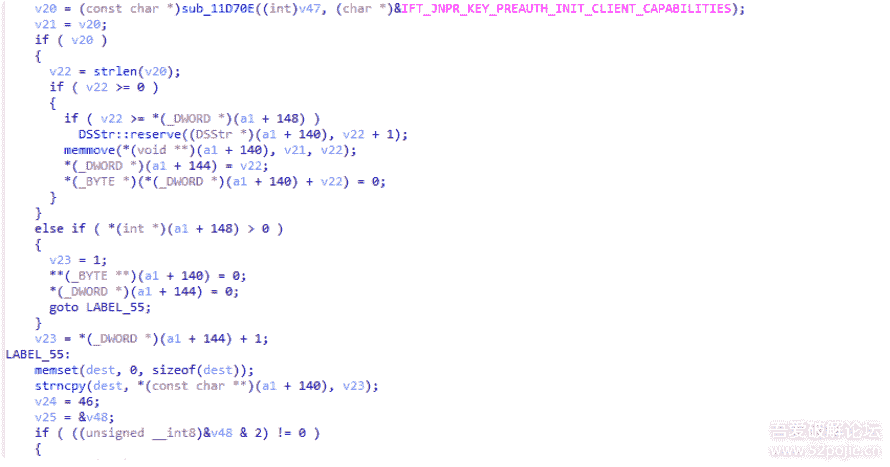 v20 = (const char *)sub_11D70E((int)v47, (char *)&IFT_JNPR_KEY_PREAUTH_INIT_CLIENT_CAPABILITIES);
v21 = v20;
if ( v20 )
{
v22 = strlen(v20);
if ( v22 >= 0 )
{
if ( v22 >= *(_DWORD *)(a1 + 148) )
DSStr::reserve((DSStr *)(a1 + 140), v22 + 1);
memmove(*(void **)(a1 + 140), v21, v22);
*(_DWORD *)(a1 + 144) = v22;
*(_BYTE *)(*(_DWORD *)(a1 + 140) + v22) = 0;
}
}
else if ( *(int *)(a1 + 148) > 0 )
{
v23 = 1;
**(_BYTE **)(a1 + 140) = 0;
*(_DWORD *)(a1 + 144) = 0;
goto LABEL_55;
}
v23 = *(_DWORD *)(a1 + 144) + 1;
LABEL_55:
memset(dest, 0, sizeof(dest));
strncpy(dest, *(const char **)(a1 + 140), v23);
v24 = 46;
v25 = &v48;
if ( ((unsigned __int8)&v48 & 2) != 0 )
{
吾爱破解论坛
www.52pojie.cn